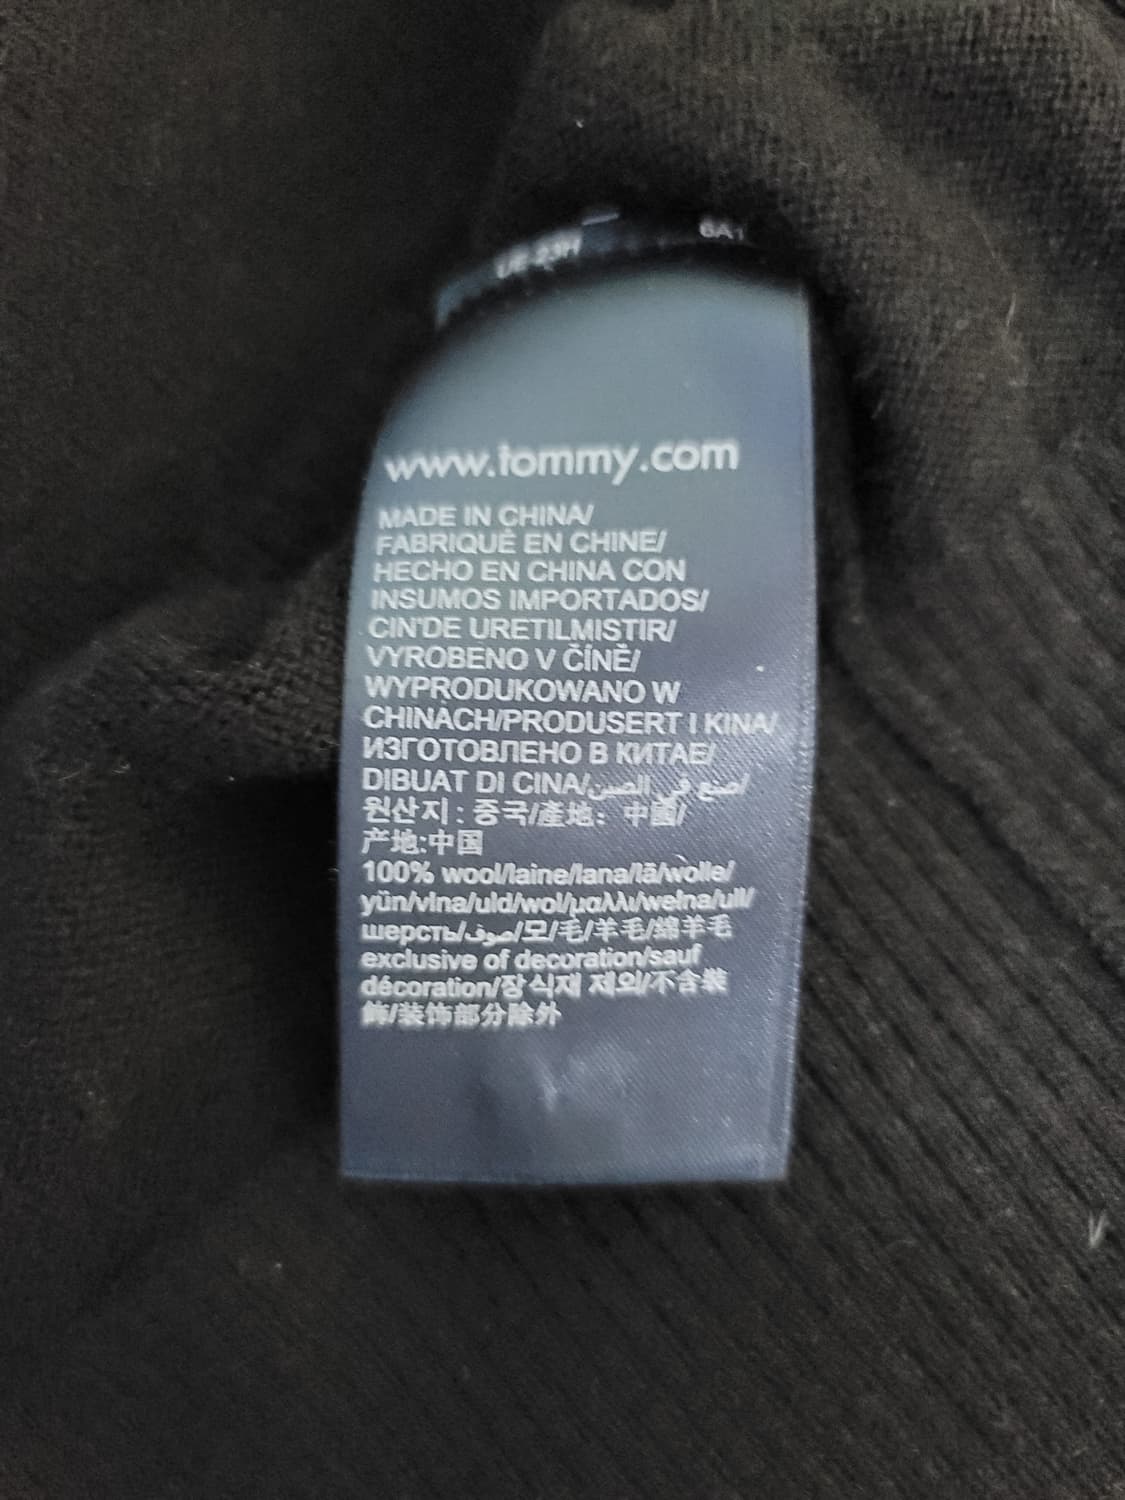 6A1
www.tommy.com
MADE IN CHINA/
FABRIQUÉ EN CHINE/
HECHO EN CHINA CON
INSUMOS IMPORTADOS/
CIN'DE URETILMISTIR/
VYROBENO V ČÍNĚ/
WYPRODUKOWANO W
CHINACH/PRODUSERT I KINA/
ИЗГОТОВЛЕНО В КИТАЕ/
DIBUAT DI CINA/صنع في الصين/
원산지 : 중국/產地: 中國/
产地:中国
100% wool/laine/lana/lã/wolle/
yün/vlna/uld/wol/μαλλι/welna/ull/
шерсть/صوف/모/毛/羊毛/綿羊毛
exclusive of decoration/sauf
décoration/장식재 제외/不含裝
飾/装饰部分除外